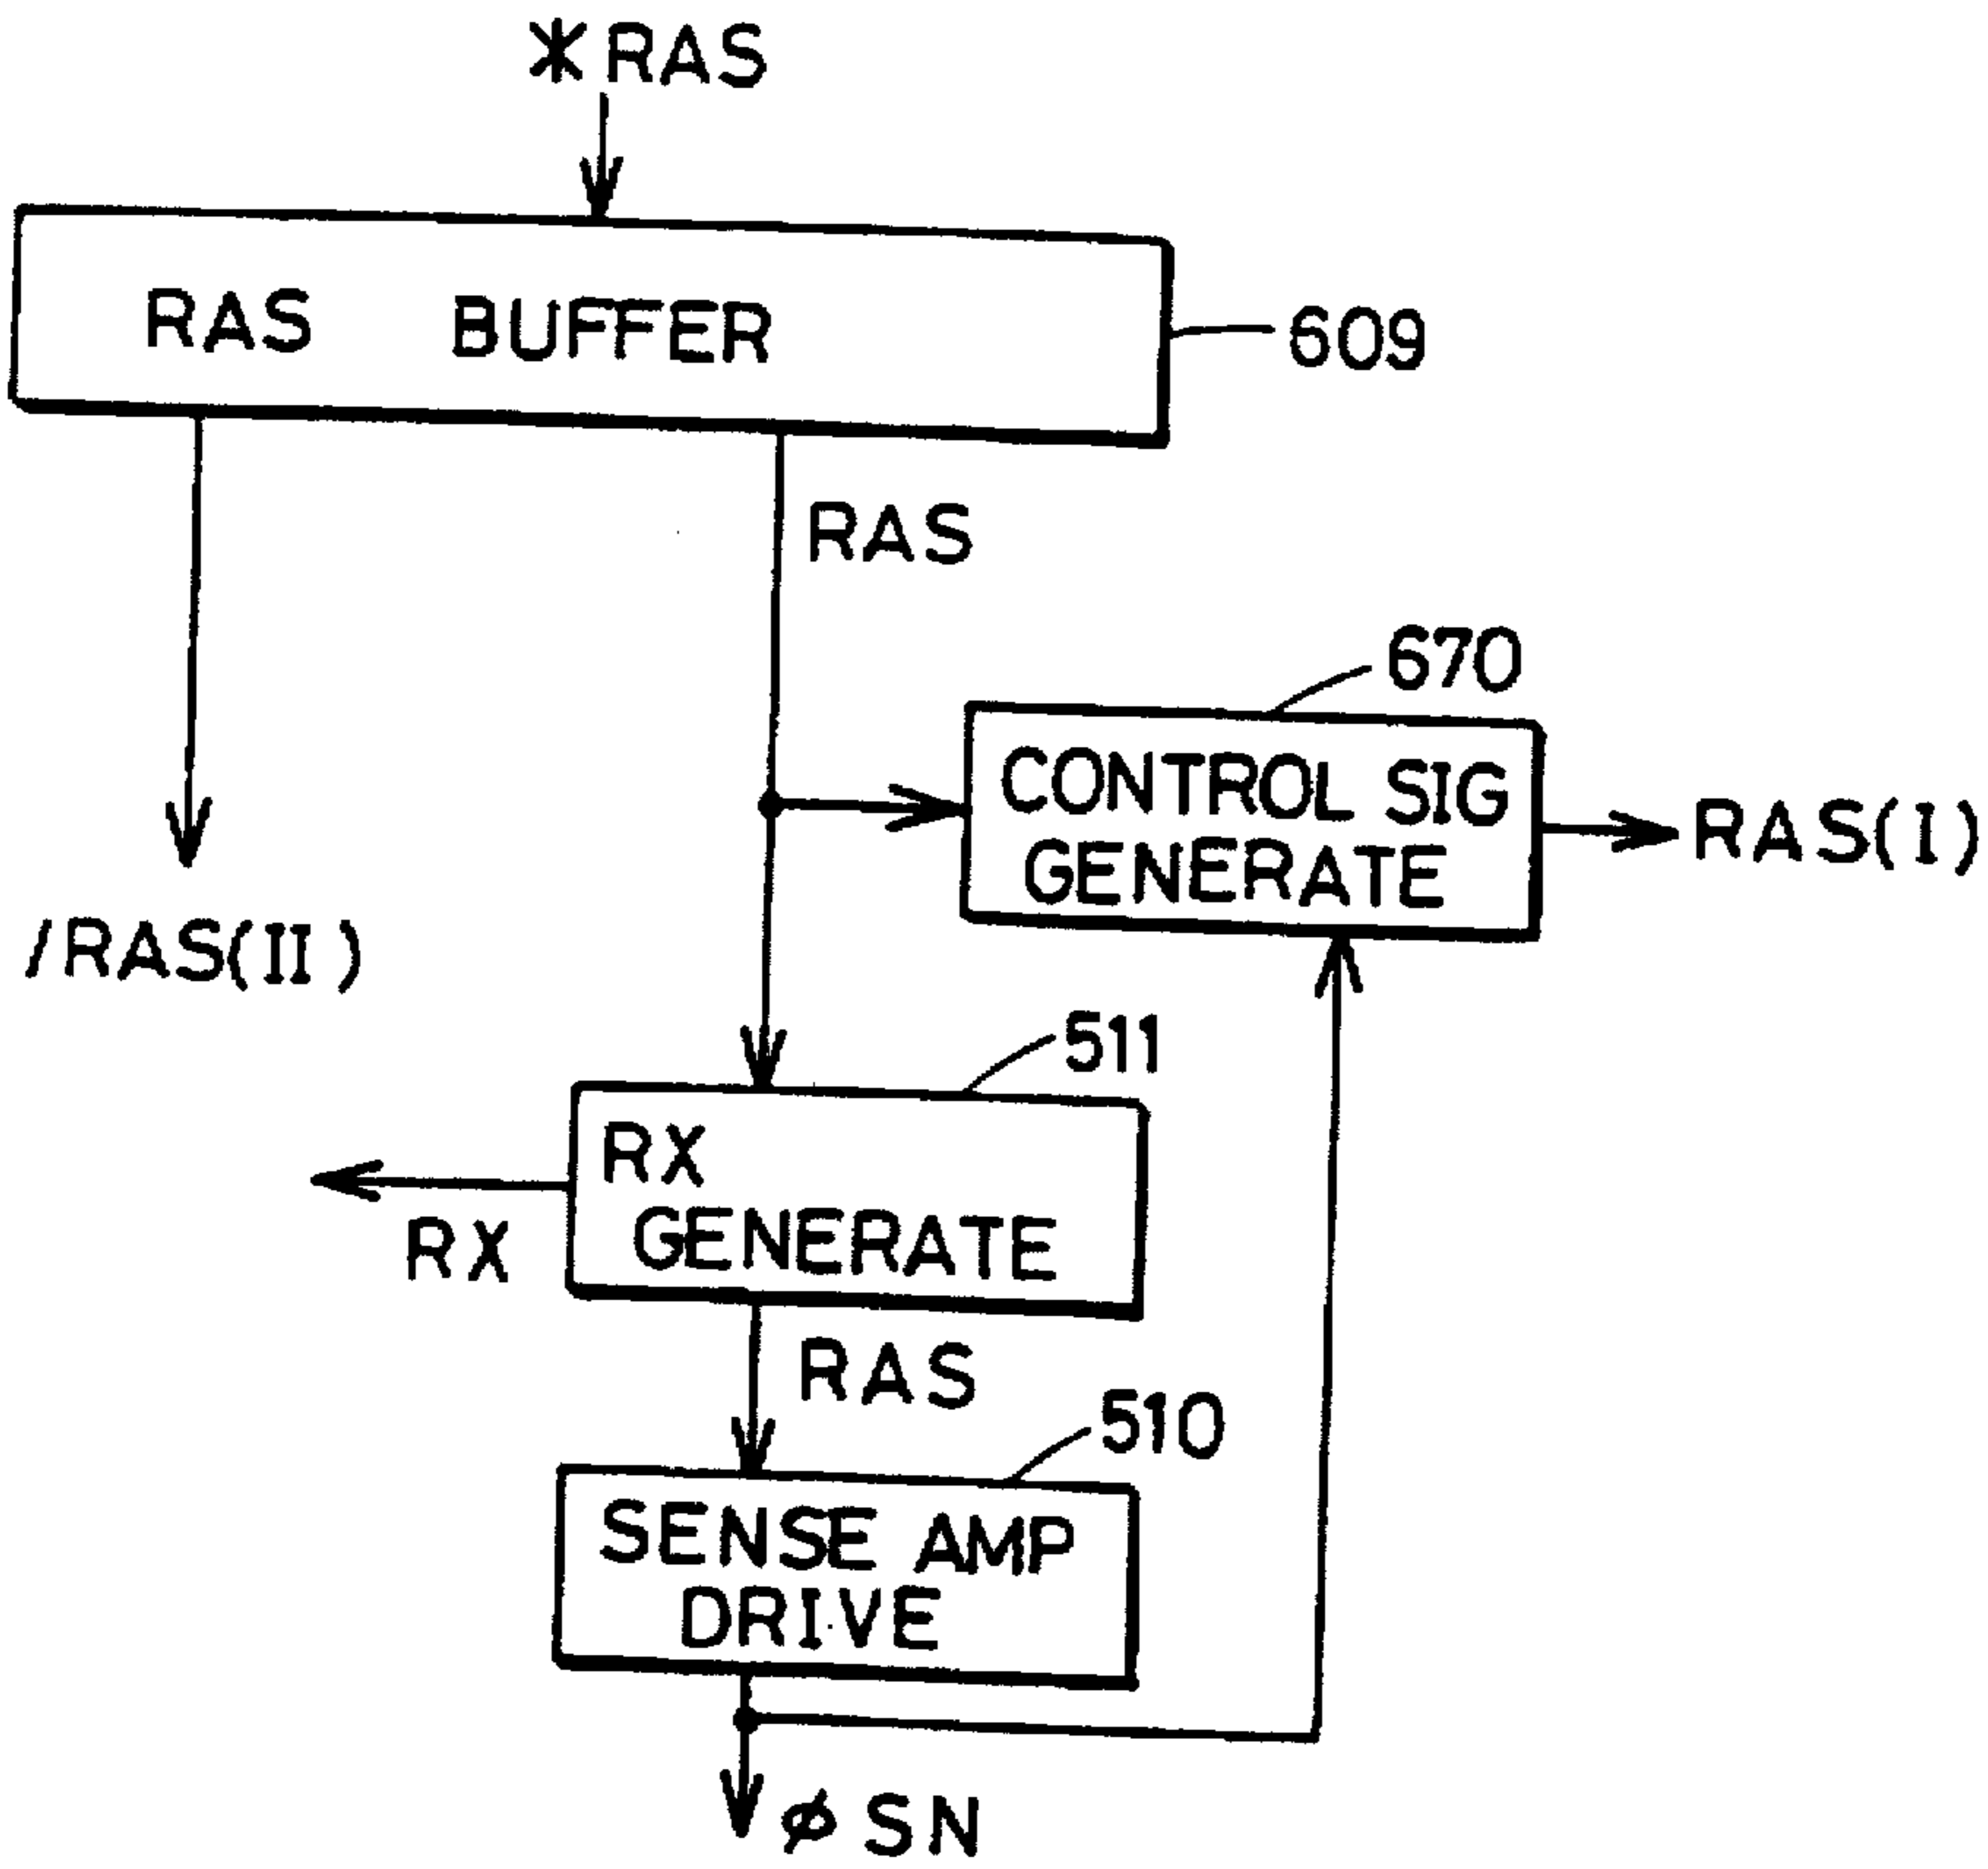 *RAS
RAS BUFFER
609
RAS
670
CONTROL SIG
GENERATE
RAS(I)
/RAS(II)
511
RX
GENERATE
RX
RAS
510
SENSE AMP
DRIVE
φSN